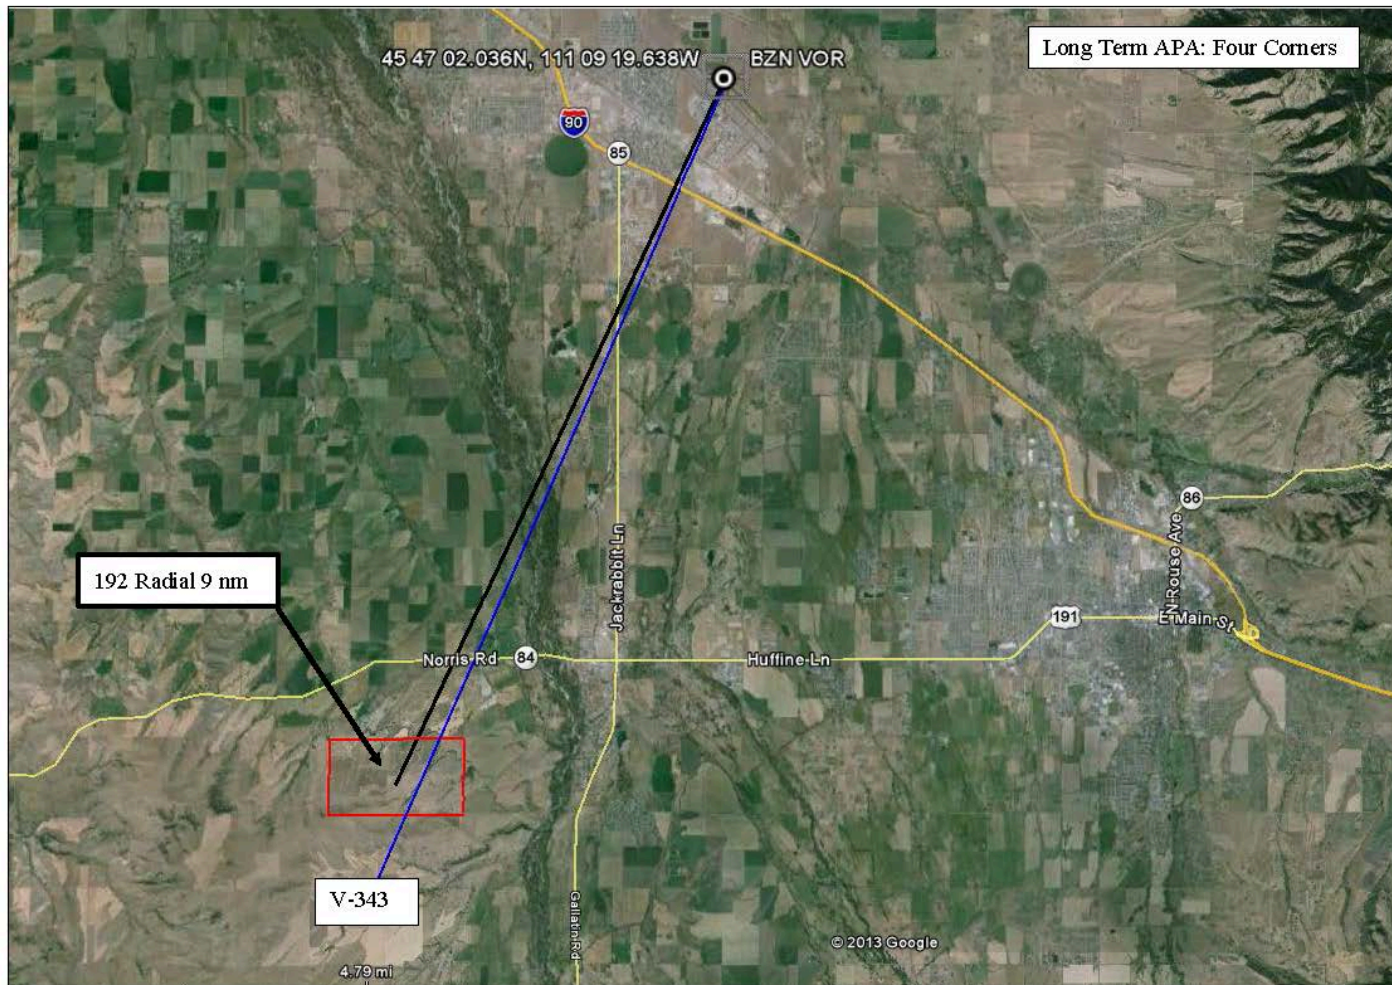 Long Term APA: Four Corners
45 47 02.036N, 111 09 19.638W
BZN VOR
90
85
86
N Rouse Ave
Jackrabbit Ln
192 Radial 9 nm
191
E Main St
Norris Rd
84
Huffine Ln
V-343
Gallatin Rd
© 2013 Google
4.79 mi